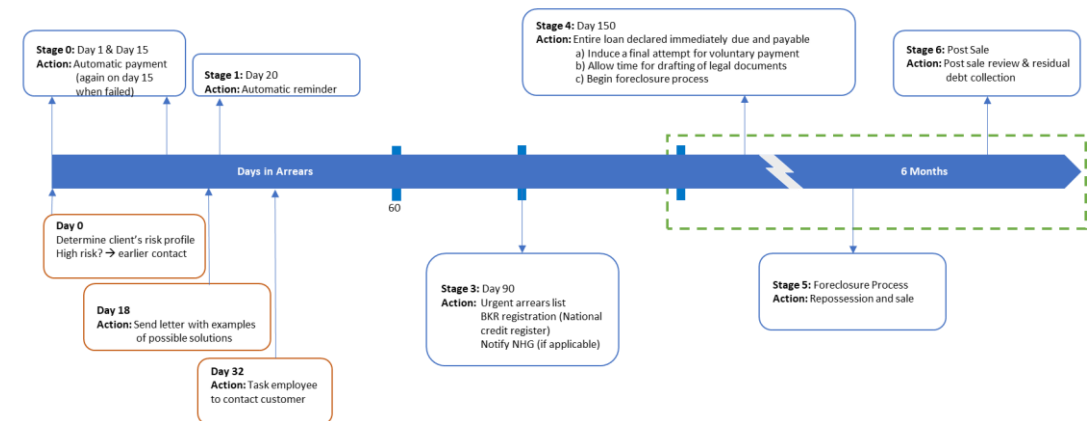 Stage 0: Day 1 & Day 15
Action: Automatic payment
(again on day 15
when failed)
Stage 1: Day 20
Action: Automatic reminder
Stage 4: Day 150
Action: Entire loan declared immediately due and payable
a) Induce a final attempt for voluntary payment
b) Allow time for drafting of legal documents
c) Begin foreclosure process
Stage 6: Post Sale
Action: Post sale review & residual
debt collection
Days in Arrears
6 Months
60
Day 0
Determine client's risk profile
High risk? → earlier contact
Day 18
Action: Send letter with examples
of possible solutions
Day 32
Action: Task employee
to contact customer
Stage 3: Day 90
Action: Urgent arrears list
BKR registration (National
credit register)
Notify NHG (if applicable)
Stage 5: Foreclosure Process
Action: Repossession and sale